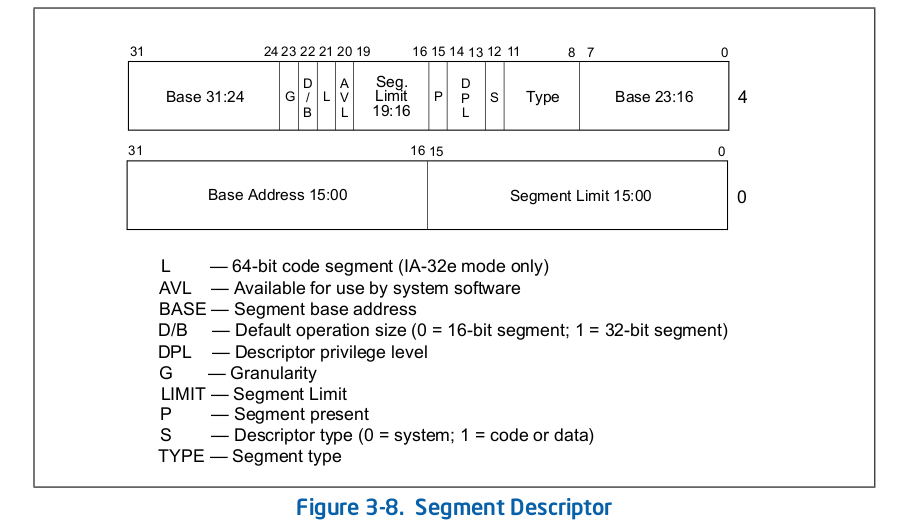 31 24 23 22 21 20 19 16 15 14 13 12 11 8 7 0
Base 31:24 G D/B L AVL Seg. Limit 19:16 P DPL S Type Base 23:16 4
31 16 15 0
Base Address 15:00 Segment Limit 15:00 0
L — 64-bit code segment (IA-32e mode only)
AVL — Available for use by system software
BASE — Segment base address
D/B — Default operation size (0 = 16-bit segment; 1 = 32-bit segment)
DPL — Descriptor privilege level
G — Granularity
LIMIT — Segment Limit
P — Segment present
S — Descriptor type (0 = system; 1 = code or data)
TYPE — Segment type
Figure 3-8. Segment Descriptor